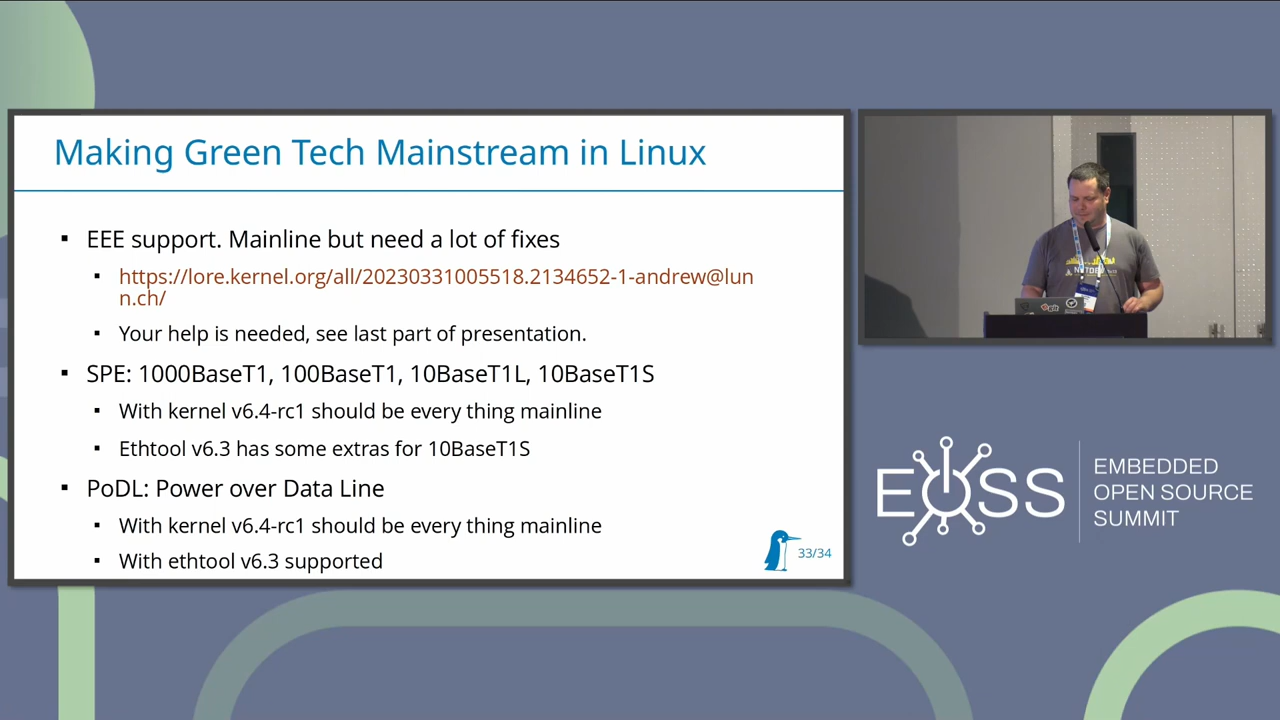 Making Green Tech Mainstream in Linux
▪ EEE support. Mainline but need a lot of fixes
▪ https://lore.kernel.org/all/20230331005518.2134652-1-andrew@lun
n.ch/
▪ Your help is needed, see last part of presentation.
▪ SPE: 1000BaseT1, 100BaseT1, 10BaseT1L, 10BaseT1S
▪ With kernel v6.4-rc1 should be every thing mainline
▪ Ethtool v6.3 has some extras for 10BaseT1S
▪ PoDL: Power over Data Line
▪ With kernel v6.4-rc1 should be every thing mainline
▪ With ethtool v6.3 supported
33/34
git
EOSS
EMBEDDED
OPEN SOURCE
SUMMIT